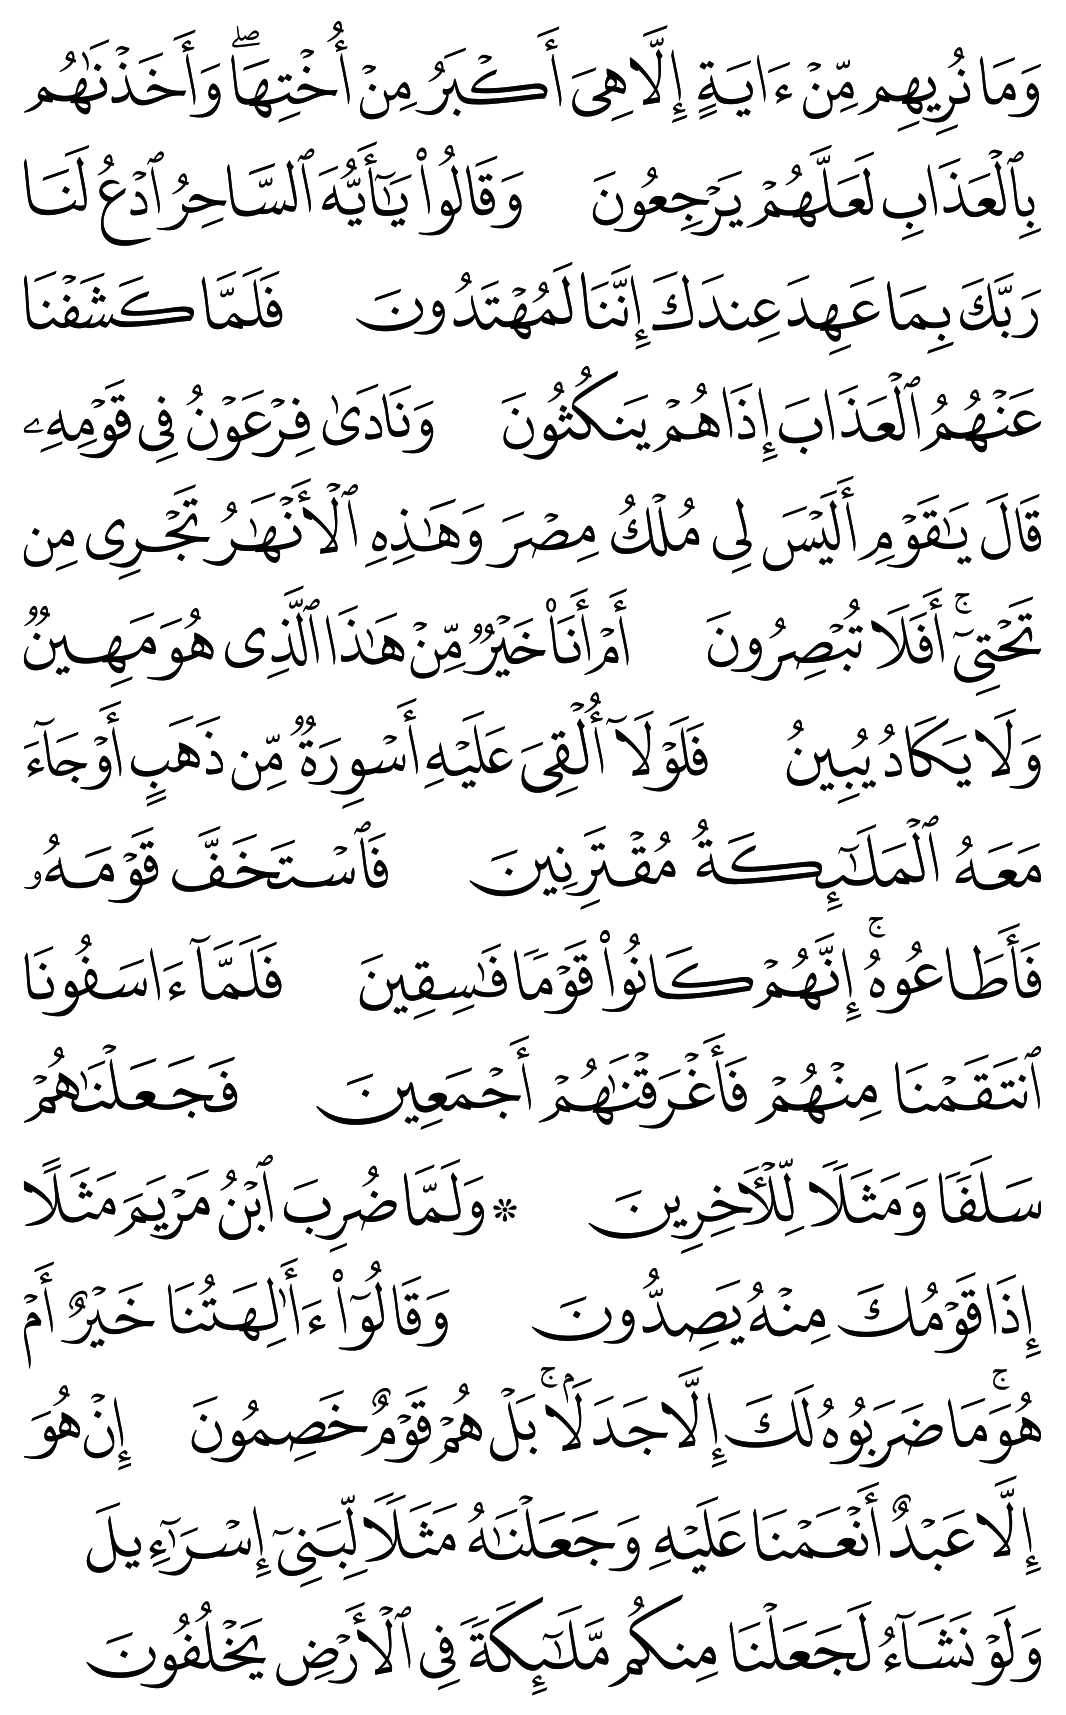 وَمَا نُرِيهِم مِّنۡ ءَايَةٍ إِلَّا هِيَ أَكۡبَرُ مِنۡ أُخۡتِهَاۖ وَأَخَذۡنَٰهُم
بِٱلۡعَذَابِ لَعَلَّهُمۡ يَرۡجِعُونَ وَقَالُواْ يَٰٓأَيُّهَ ٱلسَّاحِرُ ٱدۡعُ لَنَا
رَبَّكَ بِمَا عَهِدَ عِندَكَ إِنَّنَا لَمُهۡتَدُونَ فَلَمَّا كَشَفۡنَا
عَنۡهُمُ ٱلۡعَذَابَ إِذَا هُمۡ يَنكُثُونَ وَنَادَىٰ فِرۡعَوۡنُ فِي قَوۡمِهِۦ
قَالَ يَٰقَوۡمِ أَلَيۡسَ لِي مُلۡكُ مِصۡرَ وَهَٰذِهِ ٱلۡأَنۡهَٰرُ تَجۡرِي مِن
تَحۡتِيٓۚ أَفَلَا تُبۡصِرُونَ أَمۡ أَنَا۠ خَيۡرٞ مِّنۡ هَٰذَا ٱلَّذِي هُوَ مَهِينٞ
وَلَا يَكَادُ يُبِينُ فَلَوۡلَآ أُلۡقِيَ عَلَيۡهِ أَسۡوِرَةٞ مِّن ذَهَبٍ أَوۡ جَآءَ
مَعَهُ ٱلۡمَلَٰٓئِكَةُ مُقۡتَرِنِينَ فَٱسۡتَخَفَّ قَوۡمَهُۥ
فَأَطَاعُوهُۚ إِنَّهُمۡ كَانُواْ قَوۡمٗا فَٰسِقِينَ فَلَمَّآ ءَاسَفُونَا
ٱنتَقَمۡنَا مِنۡهُمۡ فَأَغۡرَقۡنَٰهُمۡ أَجۡمَعِينَ فَجَعَلۡنَٰهُمۡ
سَلَفٗا وَمَثَلٗا لِّلۡأٓخِرِينَ ۞ وَلَمَّا ضُرِبَ ٱبۡنُ مَرۡيَمَ مَثَلًا
إِذَا قَوۡمُكَ مِنۡهُ يَصِدُّونَ وَقَالُوٓاْ ءَأَٰلِهَتُنَا خَيۡرٌ أَمۡ
هُوَۚ مَا ضَرَبُوهُ لَكَ إِلَّا جَدَلَۢاۚ بَلۡ هُمۡ قَوۡمٌ خَصِمُونَ إِنۡ هُوَ
إِلَّا عَبۡدٌ أَنۡعَمۡنَا عَلَيۡهِ وَجَعَلۡنَٰهُ مَثَلٗا لِّبَنِيٓ إِسۡرَٰٓءِيلَ
وَلَوۡ نَشَآءُ لَجَعَلۡنَا مِنكُم مَّلَٰٓئِكَةٗ فِي ٱلۡأَرۡضِ يَخۡلُفُونَ